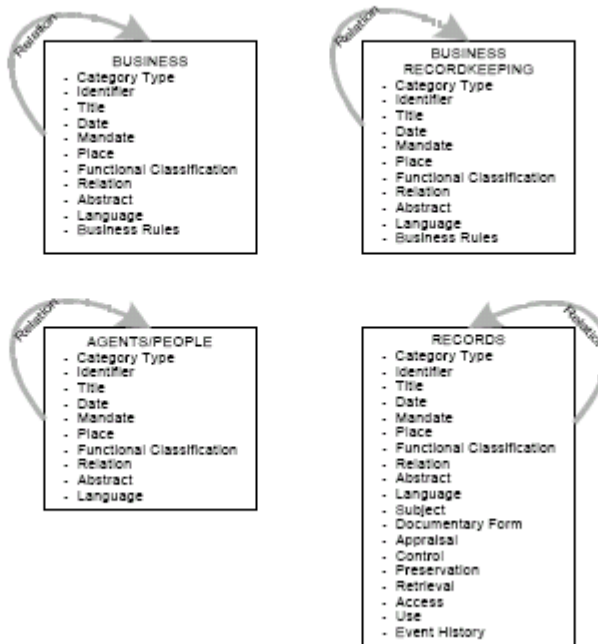 Relation
BUSINESS
- Category Type
- Identifier
- Title
- Date
- Mandate
- Place
- Functional Classification
- Relation
- Abstract
- Language
- Business Rules
Relation
BUSINESS
RECORDKEEPING
- Category Type
- Identifier
- Title
- Date
- Mandate
- Place
- Functional Classification
- Relation
- Abstract
- Language
- Business Rules
Relation
AGENTS/PEOPLE
- Category Type
- Identifier
- Title
- Date
- Mandate
- Place
- Functional Classification
- Relation
- Abstract
- Language
Relation
RECORDS
- Category Type
- Identifier
- Title
- Date
- Mandate
- Place
- Functional Classification
- Relation
- Abstract
- Language
- Subject
- Documentary Form
- Appraisal
- Control
- Preservation
- Retrieval
- Access
- Use
- Event History